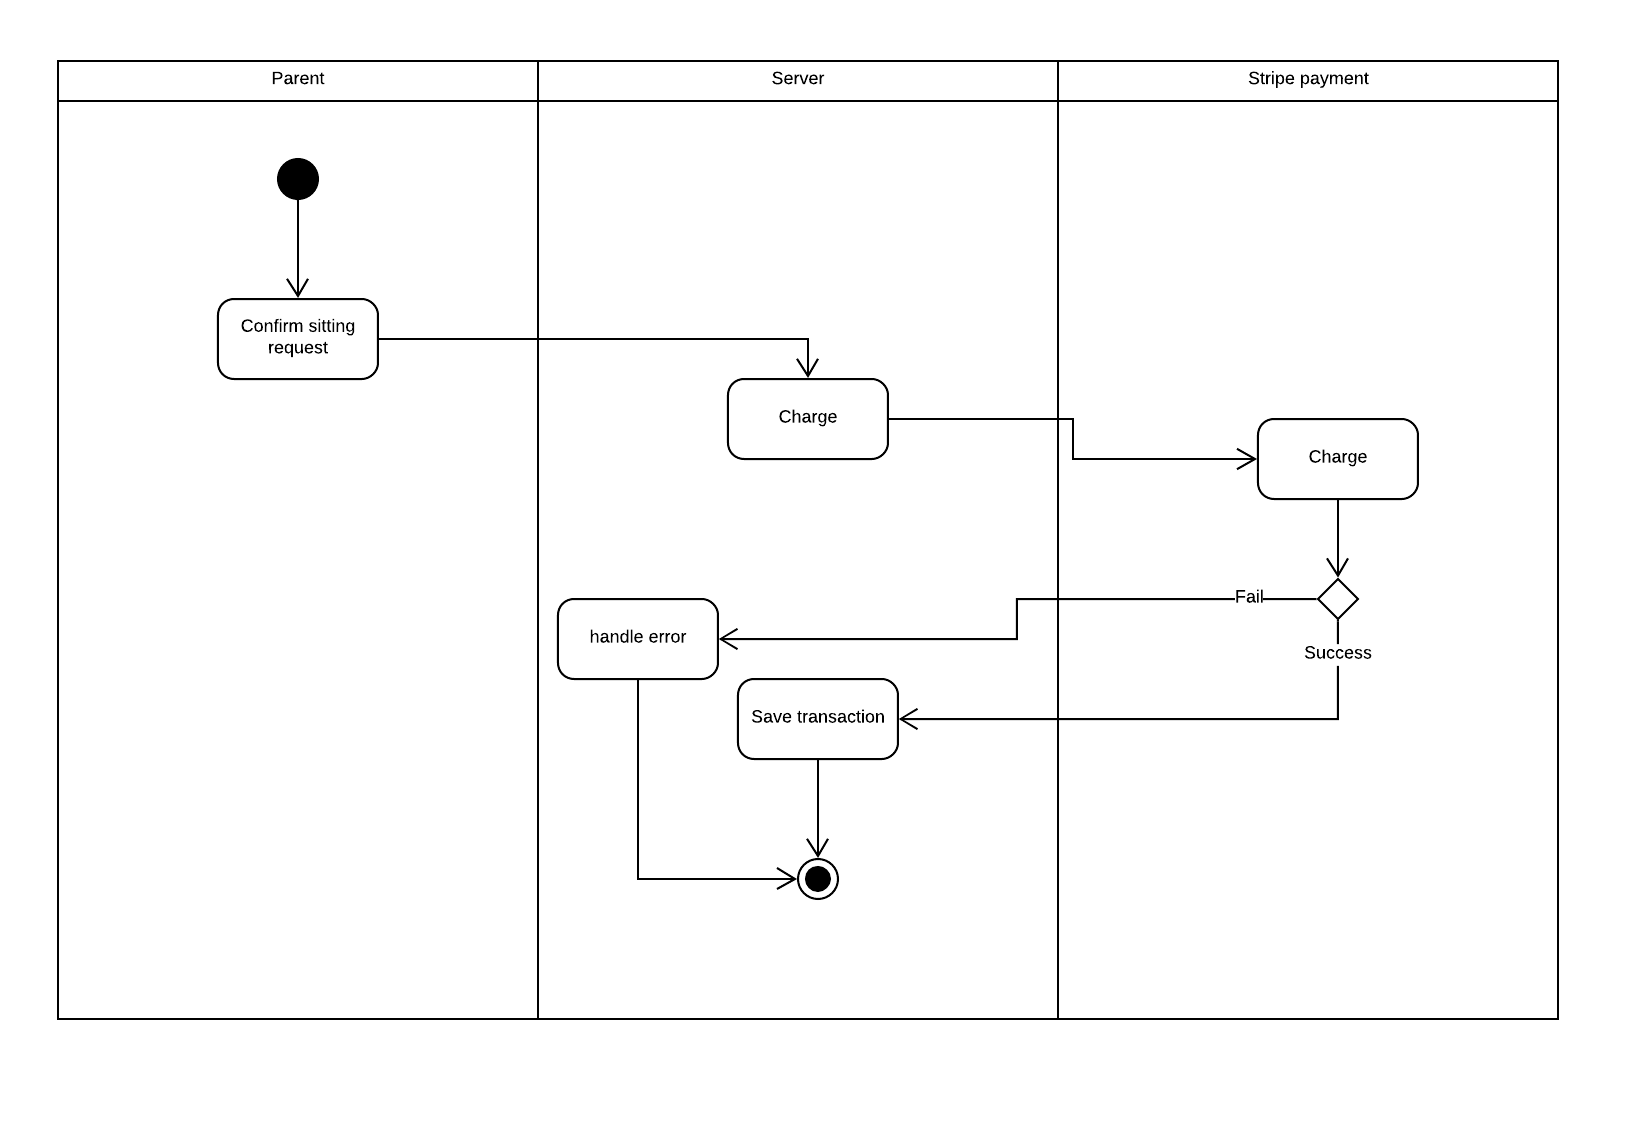 Parent
Server
Stripe payment
Confirm sitting
request
Charge
Charge
Fail
handle error
Success
Save transaction